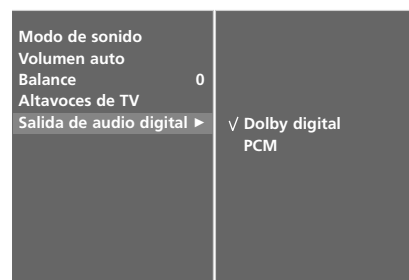 Modo de sonido
Volumen auto
Balance 0
Altavoces de TV
Salida de audio digital ►
√ Dolby digital
PCM